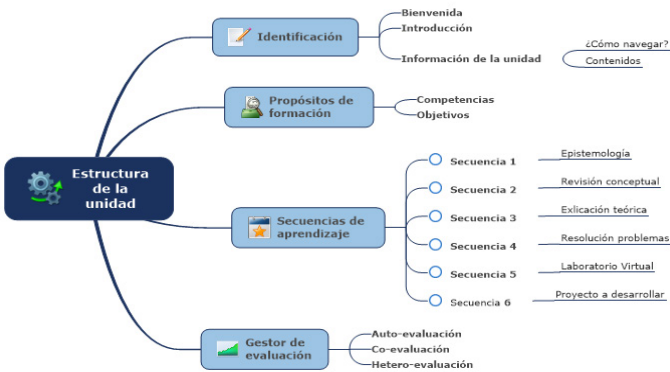 Estructura
de la
unidad
Identificación
Bienvenida
Introducción
Información de la unidad
¿Cómo navegar?
Contenidos
Propósitos de
formación
Competencias
Objetivos
Secuencias de
aprendizaje
Secuencia 1
Epistemología
Secuencia 2
Revisión conceptual
Secuencia 3
Exlicación teórica
Secuencia 4
Resolución problemas
Secuencia 5
Laboratorio Virtual
Secuencia 6
Proyecto a desarrollar
Gestor de
evaluación
Auto-evaluación
Co-evaluación
Hetero-evaluación